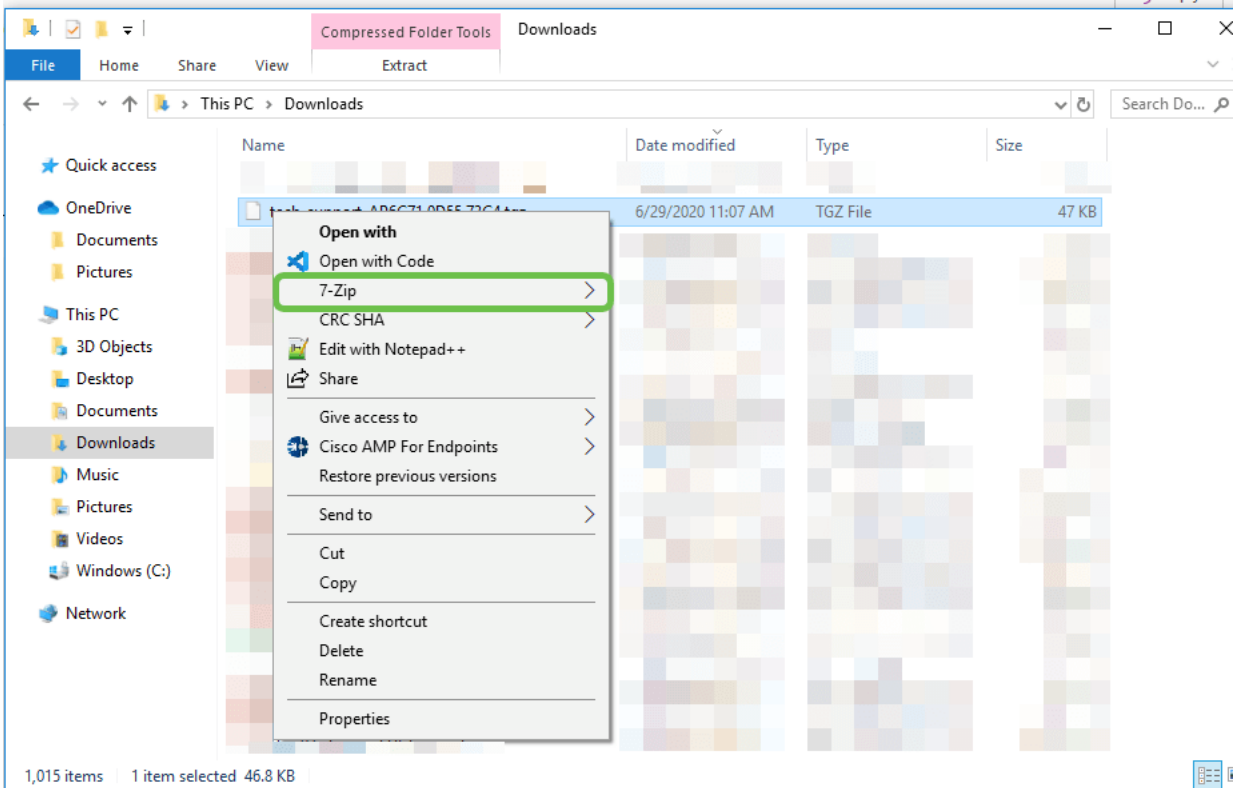 Compressed Folder Tools
Downloads
File
Home
Share
View
Extract
This PC > Downloads
Search Do...
Name
Date modified
Type
Size
6/29/2020 11:07 AM
TGZ File
47 KB
Quick access
OneDrive
Documents
Pictures
This PC
3D Objects
Desktop
Documents
Downloads
Music
Pictures
Videos
Windows (C:)
Network
Open with
Open with Code
7-Zip
CRC SHA
Edit with Notepad++
Share
Give access to
Cisco AMP For Endpoints
Restore previous versions
Send to
Cut
Copy
Create shortcut
Delete
Rename
Properties
1,015 items
1 item selected 46.8 KB